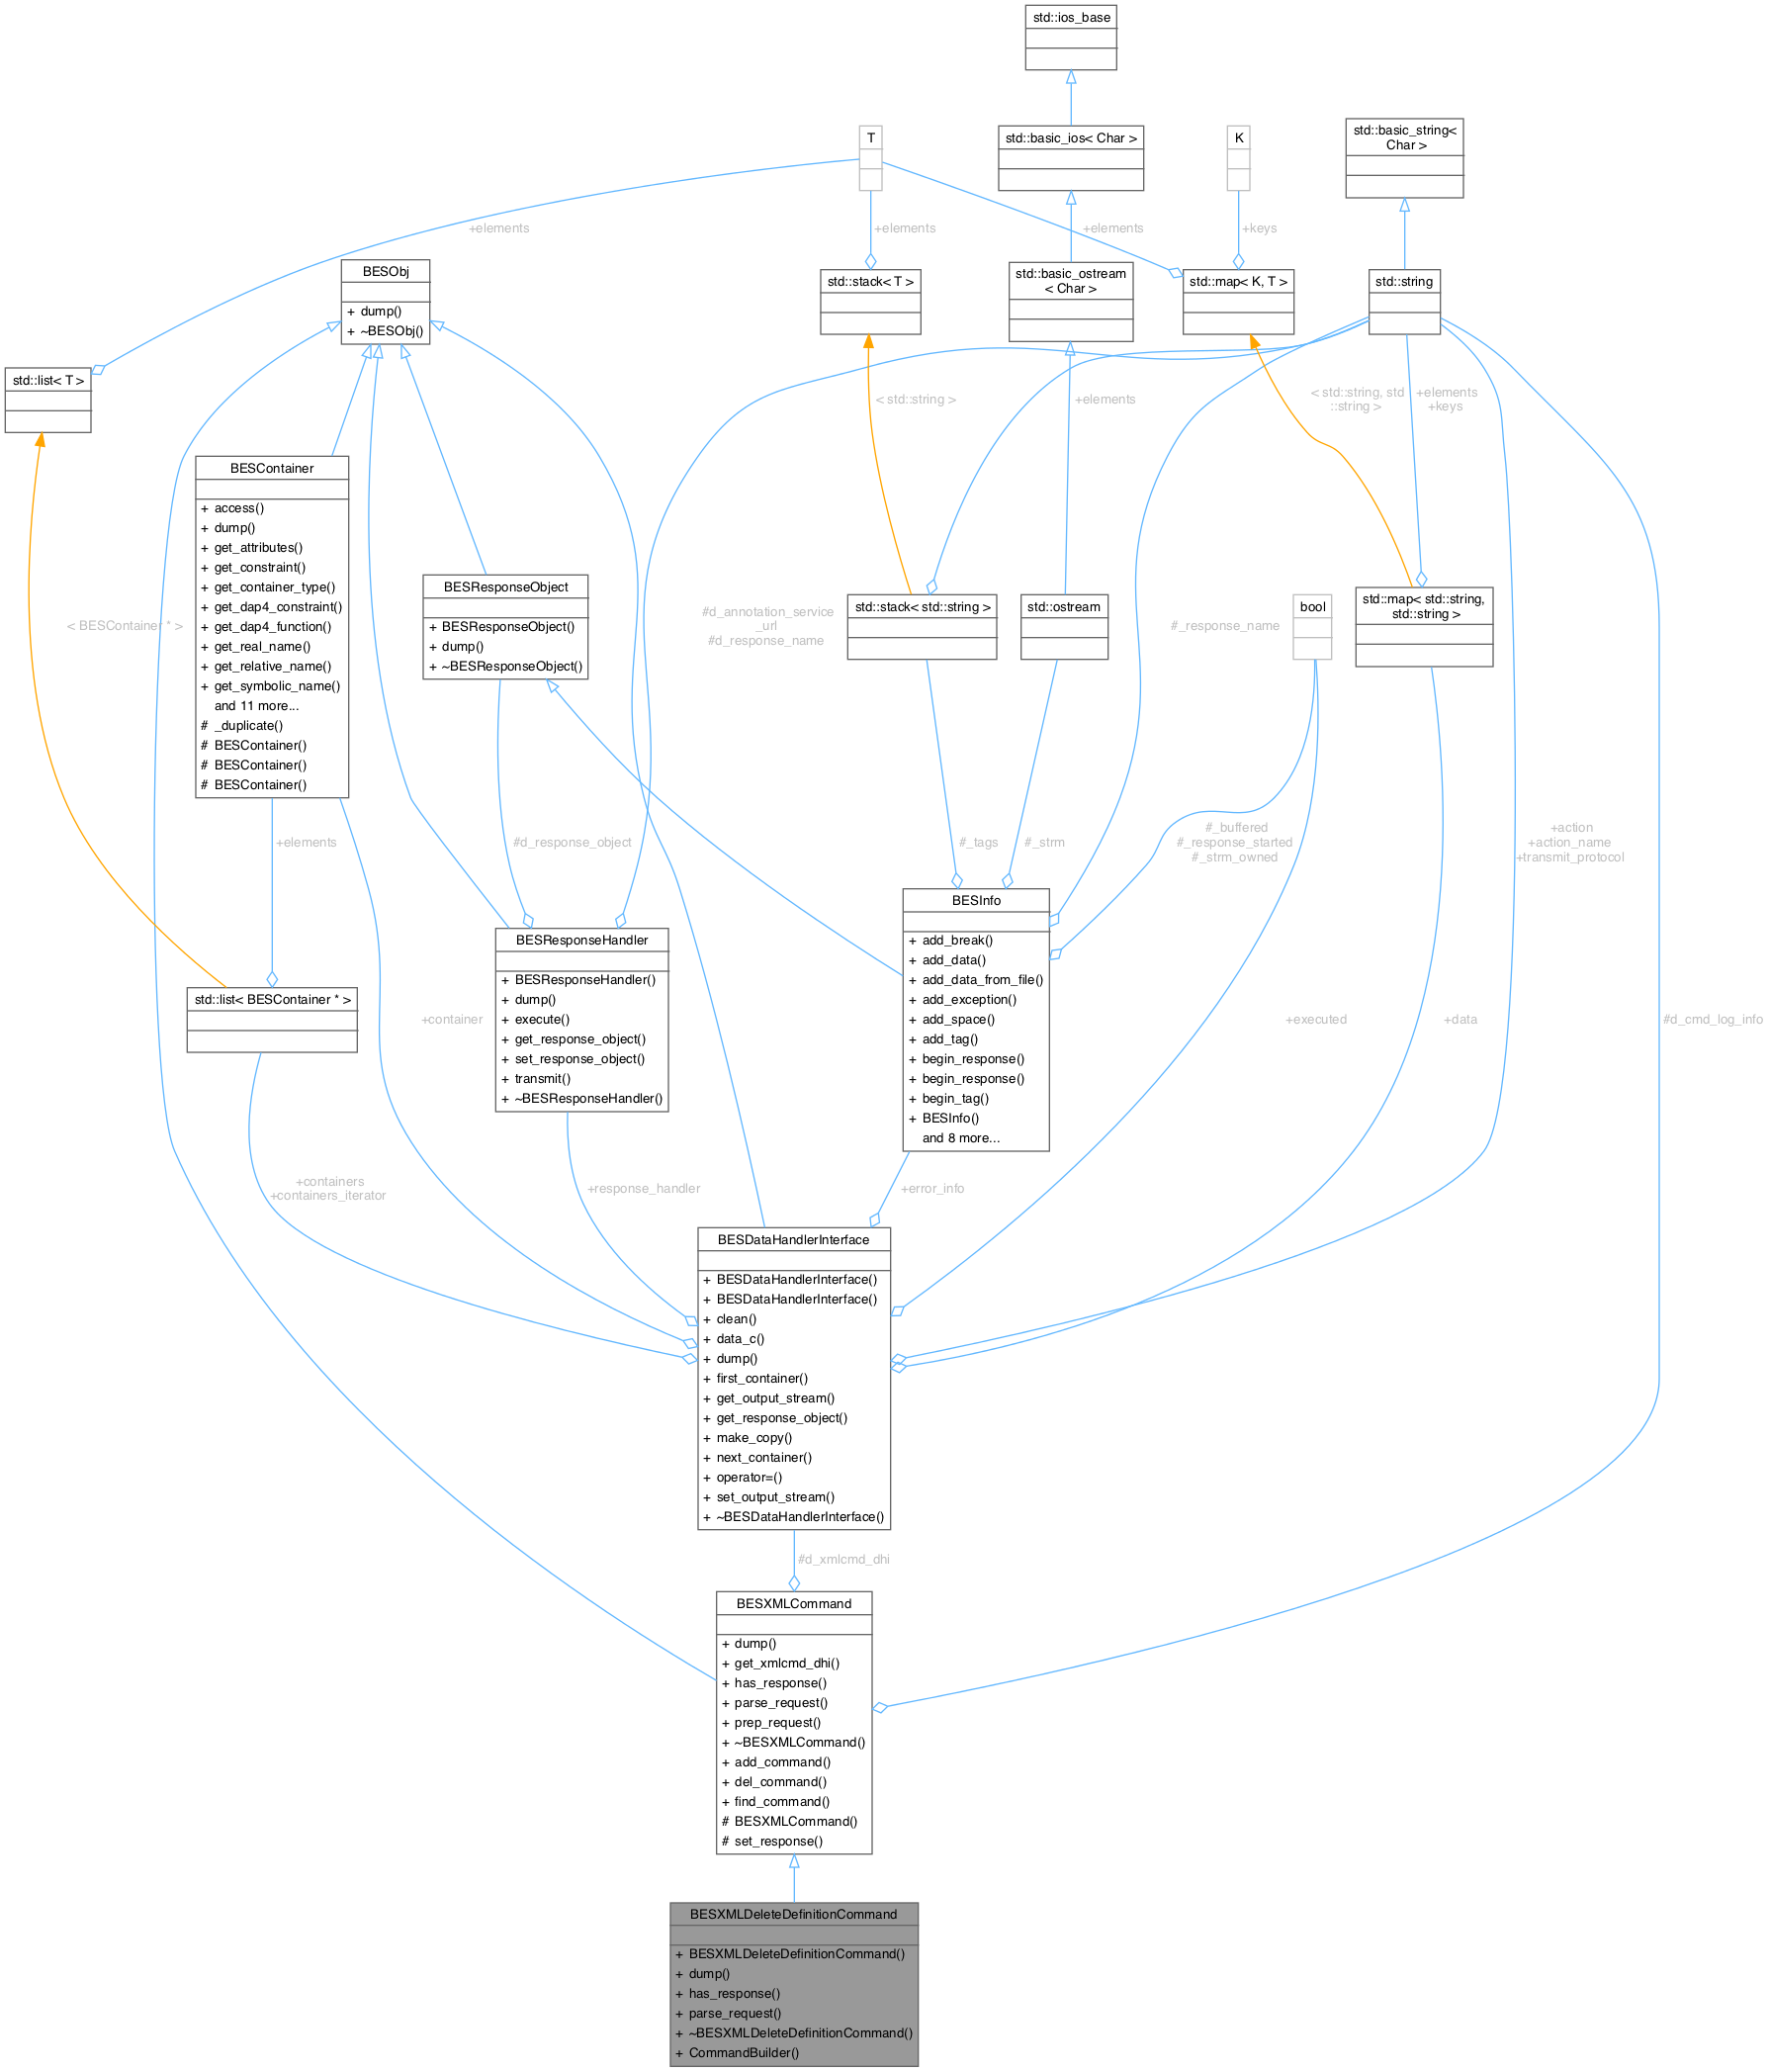 std::ios_base
T
std::basic_ios< Char >
K
std::basic_string<
Char >
+elements
+elements
+elements
+keys
BESObj
+ dump()
+ ~BESObj()
std::stack< T >
std::basic_ostream
< Char >
std::map< K, T >
std::string
std::list< T >
< std::string >
+elements
< std::string, std
::string >
+elements
+keys
BESContainer
+ access()
+ dump()
+ get_attributes()
+ get_constraint()
+ get_container_type()
+ get_dap4_constraint()
+ get_dap4_function()
+ get_real_name()
+ get_relative_name()
+ get_symbolic_name()
and 11 more...
# _duplicate()
# BESContainer()
# BESContainer()
# BESContainer()
< BESContainer * >
BESResponseObject
+ BESResponseObject()
+ dump()
+ ~BESResponseObject()
#d_annotation_service
_url
#d_response_name
std::stack< std::string >
std::ostream
#_response_name
bool
std::map< std::string,
std::string >
+elements
#d_response_object
#_tags
#_strm
#_buffered
#_response_started
#_strm_owned
+action
+action_name
+transmit_protocol
std::list< BESContainer * >
+container
BESResponseHandler
+ BESResponseHandler()
+ dump()
+ execute()
+ get_response_object()
+ set_response_object()
+ transmit()
+ ~BESResponseHandler()
BESInfo
+ add_break()
+ add_data()
+ add_data_from_file()
+ add_exception()
+ add_space()
+ add_tag()
+ begin_response()
+ begin_response()
+ begin_tag()
+ BESInfo()
and 8 more...
+executed
+data
#d_cmd_log_info
+containers
+containers_iterator
+response_handler
+error_info
BESDataHandlerInterface
+ BESDataHandlerInterface()
+ BESDataHandlerInterface()
+ clean()
+ data_c()
+ dump()
+ first_container()
+ get_output_stream()
+ get_response_object()
+ make_copy()
+ next_container()
+ operator=()
+ set_output_stream()
+ ~BESDataHandlerInterface()
#d_xmlcmd_dhi
BESXMLCommand
+ dump()
+ get_xmlcmd_dhi()
+ has_response()
+ parse_request()
+ prep_request()
+ ~BESXMLCommand()
+ add_command()
+ del_command()
+ find_command()
# BESXMLCommand()
# set_response()
BESXMLDeleteDefinitionCommand
+ BESXMLDeleteDefinitionCommand()
+ dump()
+ has_response()
+ parse_request()
+ ~BESXMLDeleteDefinitionCommand()
+ CommandBuilder()